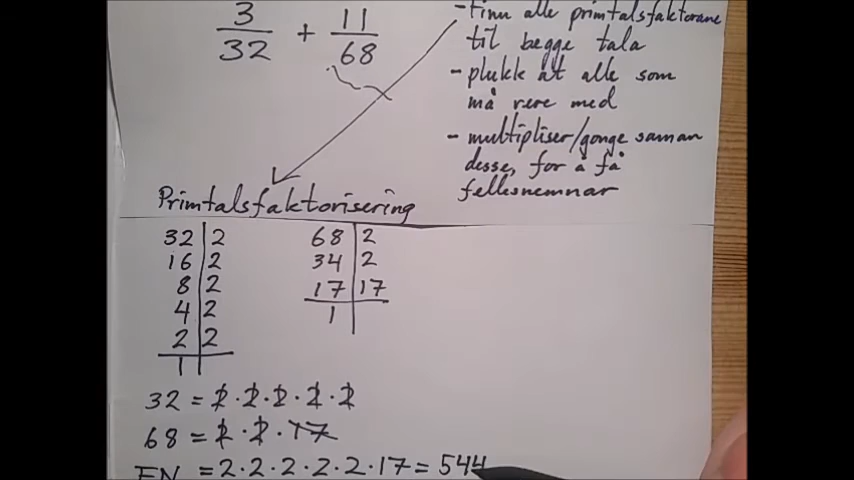 3/32 + 11/68
- finn alle primtalsfaktorane
til begge tala
- plukk ut alle som
må vere med
- multipliser/gonge saman
desse, for å få
fellesnemnar
Primtalsfaktorisering
32 | 2
16 | 2
8 | 2
4 | 2
2 | 2
1 |
68 | 2
34 | 2
17 | 17
1 |
32 = 2 · 2 · 2 · 2 · 2
68 = 2 · 2 · 17
FN = 2 · 2 · 2 · 2 · 2 · 17 = 544